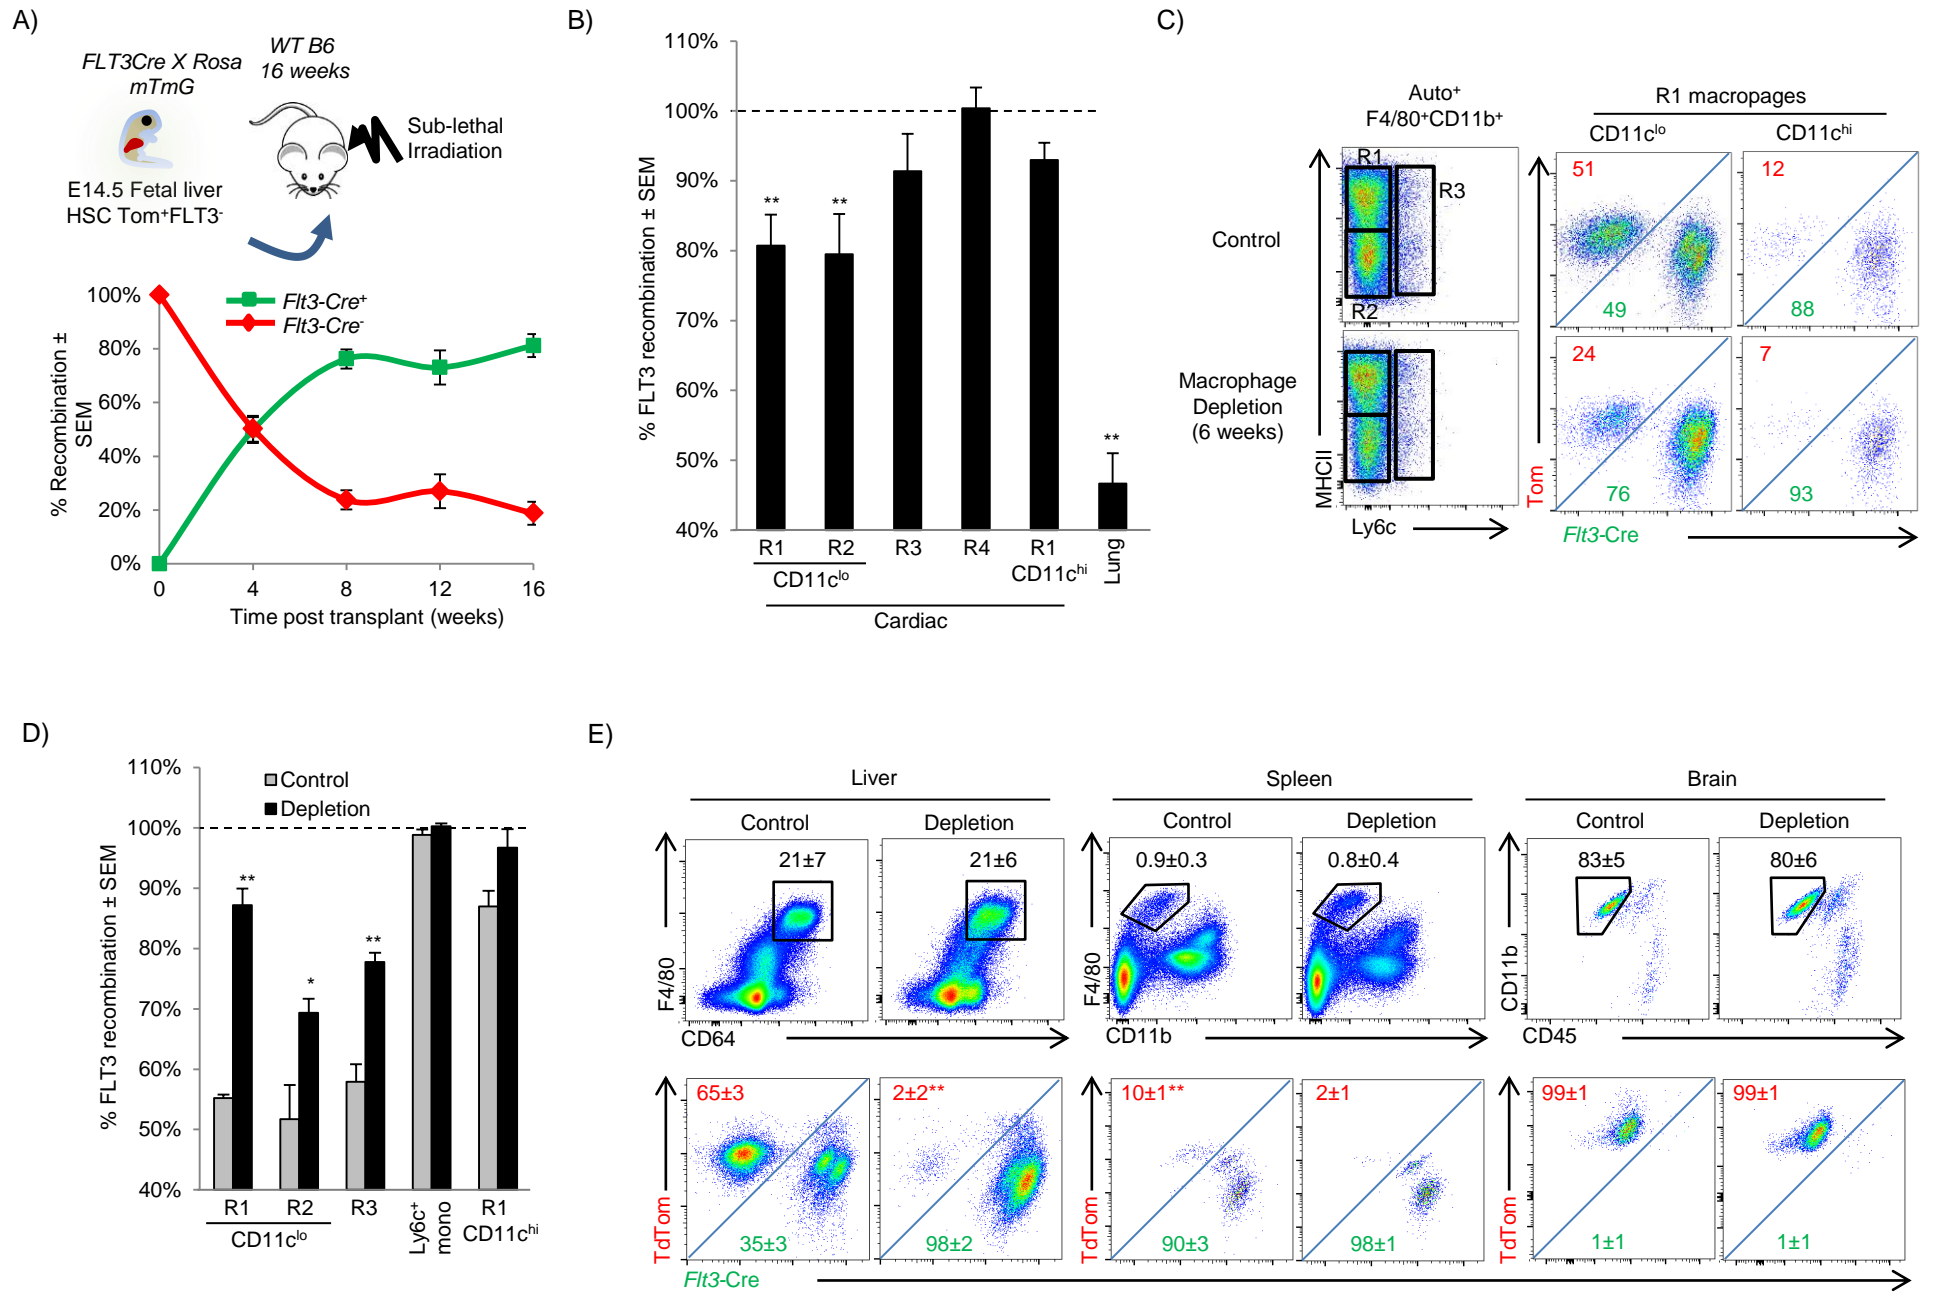 A)
FLT3Cre X Rosa
mTmG
WT B6
16 weeks
Sub-lethal
Irradiation
E14.5 Fetal liver
HSC Tom⁺FLT3⁻
Flt3-Cre⁺
Flt3-Cre⁻
% Recombination ±
SEM
100%
80%
60%
40%
20%
0%
0 4 8 12 16
Time post transplant (weeks)
B)
% FLT3 recombination ± SEM
110%
100%
90%
80%
70%
60%
50%
40%
** ** **
R1 R2 R3 R4 R1 Lung
CD11cˡᵒ CD11cʰⁱ
Cardiac
C)
Auto⁺
F4/80⁺CD11b⁺
R1 macropages
CD11cˡᵒ CD11cʰⁱ
Control
R1
R3
R2
51
49
12
88
Macrophage
Depletion
(6 weeks)
24
76
7
93
MHCII
Ly6c
Tom
Flt3-Cre
D)
Control
Depletion
% FLT3 recombination ± SEM
110%
100%
90%
80%
70%
60%
50%
40%
** * **
R1 R2 R3 Ly6c⁺ mono R1
CD11cˡᵒ CD11cʰⁱ
E)
Liver Spleen Brain
Control Depletion Control Depletion Control Depletion
21±7 21±6 0.9±0.3 0.8±0.4 83±5 80±6
F4/80 F4/80 CD11b
CD64 CD11b CD45
65±3 2±2** 10±1** 2±1 99±1 99±1
35±3 98±2 90±3 98±1 1±1 1±1
TdTom TdTom TdTom
Flt3-Cre